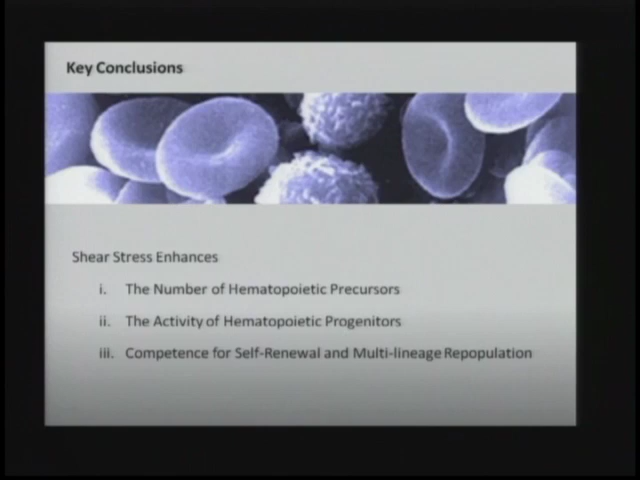 Key Conclusions
Shear Stress Enhances
i. The Number of Hematopoietic Precursors
ii. The Activity of Hematopoietic Progenitors
iii. Competence for Self-Renewal and Multi-lineage Repopulation